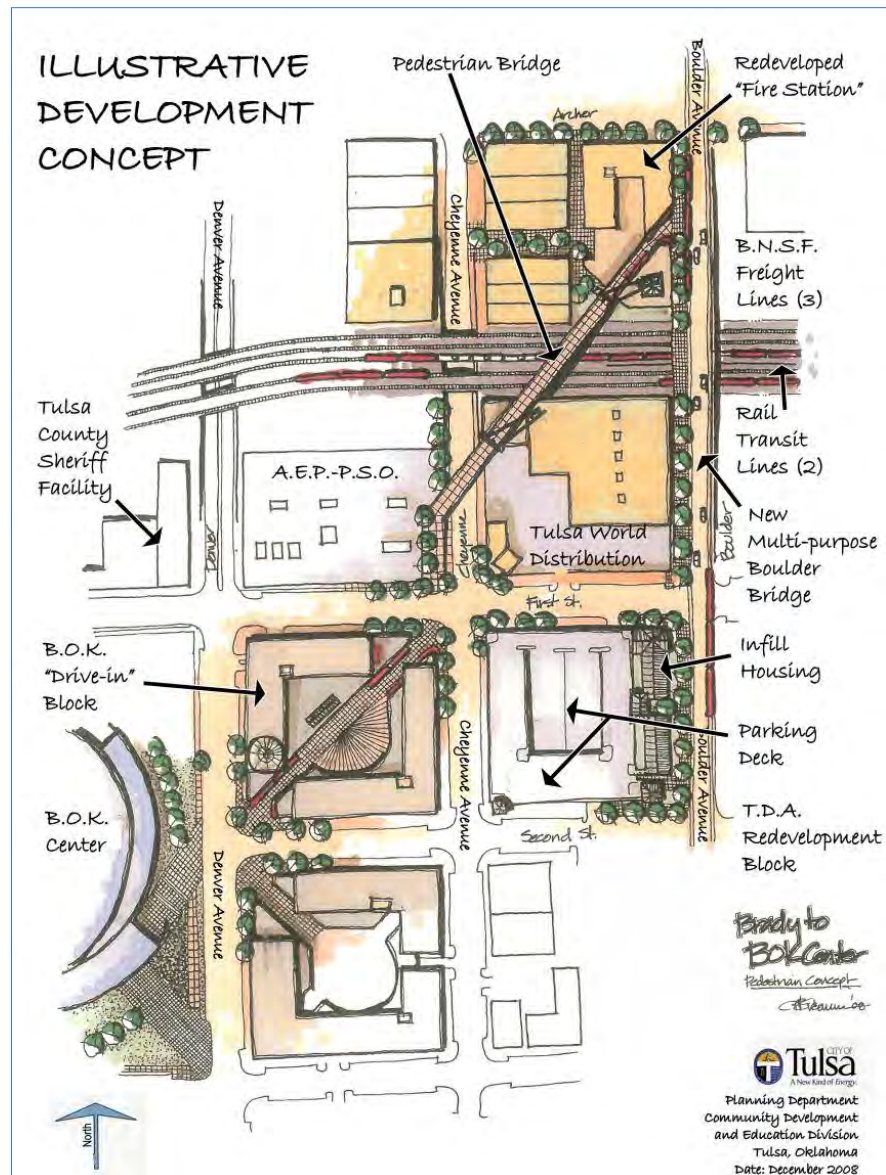 ILLUSTRATIVE
DEVELOPMENT
CONCEPT
Pedestrian Bridge
Boulder Avenue
Redeveloped
"Fire Station"
Archer
Denver Avenue
Cheyenne Avenue
B.N.S.F.
Freight
Lines (3)
Tulsa
County
Sheriff
Facility
A.E.P.-P.S.O.
Rail
Transit
Lines (2)
Denver
Cheyenne
Tulsa World
Distribution
Boulder
New
Multi-purpose
Boulder
Bridge
First St.
B.O.K.
"Drive-in"
Block
Infill
Housing
Cheyenne Avenue
Parking
Deck
Boulder Avenue
B.O.K.
Center
Denver Avenue
Second St.
T.D.A.
Redevelopment
Block
Brady to
BOK Center
Pedestrian Concept
North
CITY OF
Tulsa
A New Kind of Energy.
Planning Department
Community Development
and Education Division
Tulsa, Oklahoma
Date: December 2008